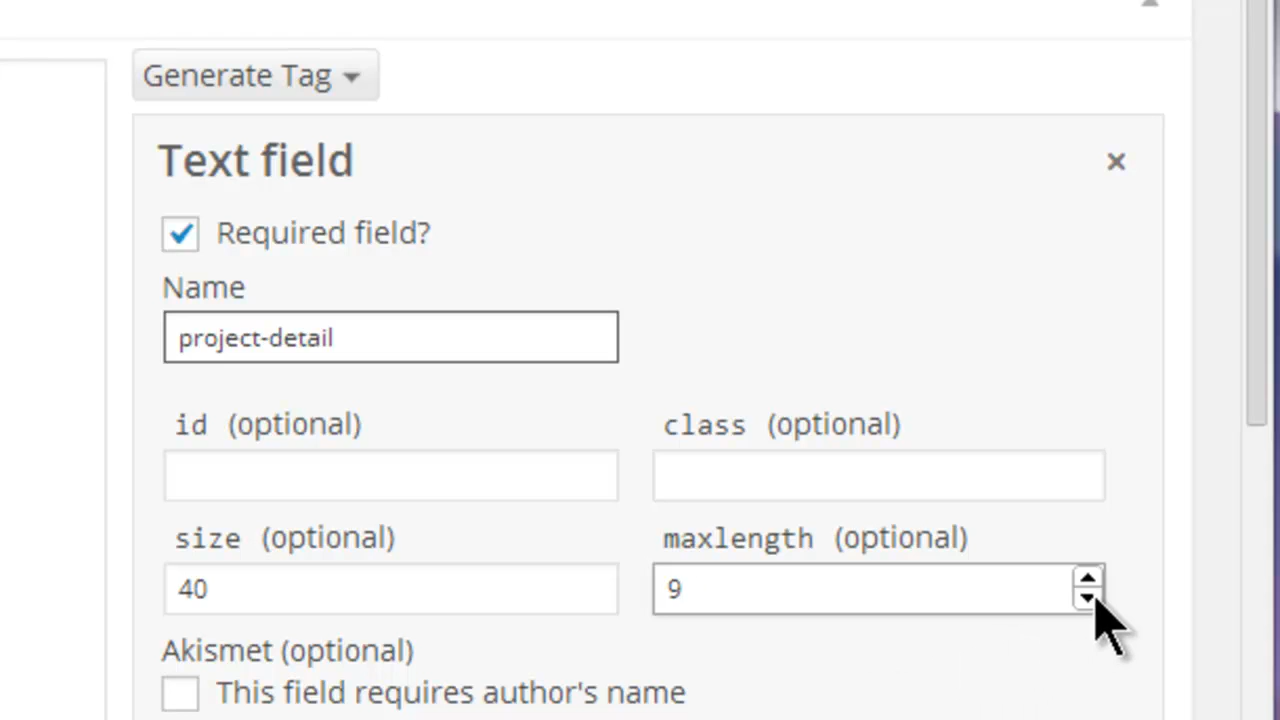 Generate Tag
Text field
Required field?
Name
project-detail
id (optional) class (optional)
size (optional) maxlength (optional)
40 9
Akismet (optional)
This field requires author's name